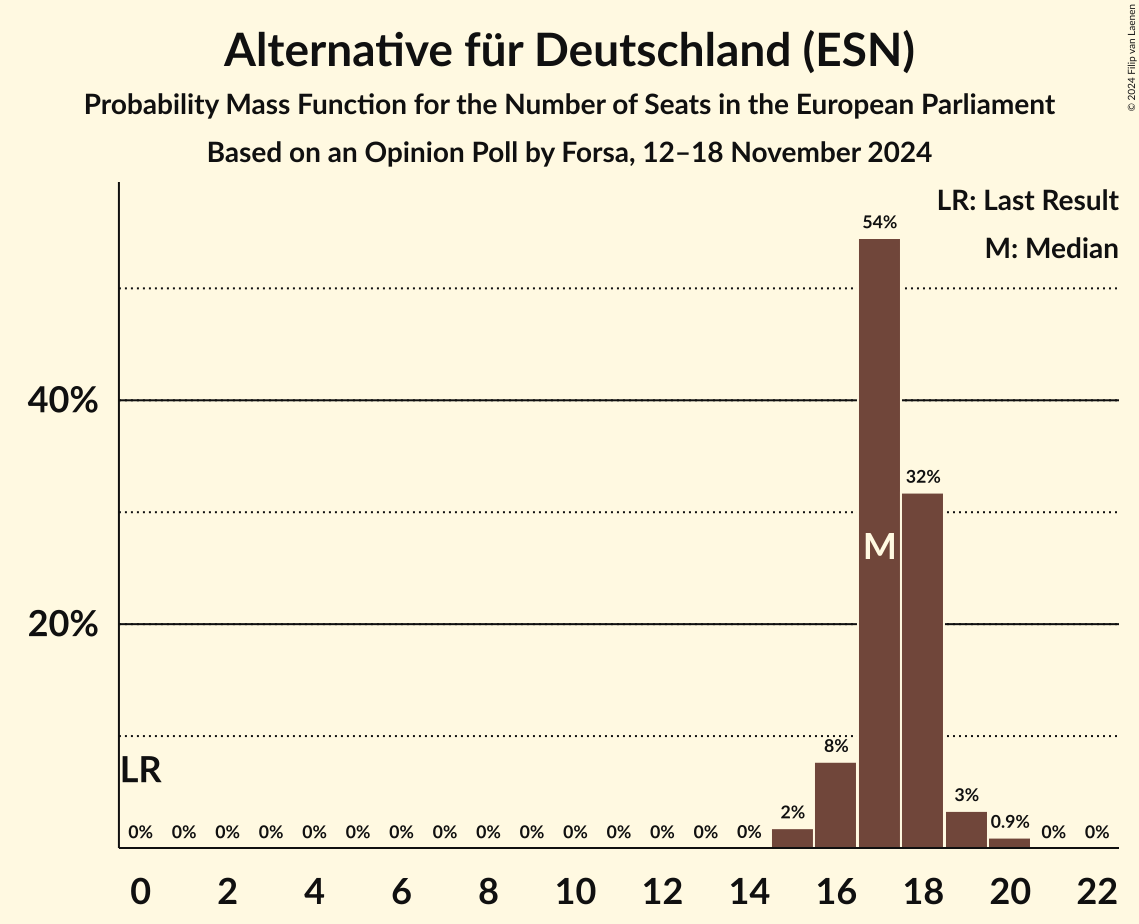 Alternative für Deutschland (ESN)
Probability Mass Function for the Number of Seats in the European Parliament
Based on an Opinion Poll by Forsa, 12–18 November 2024
© 2024 Filip van Laenen
LR: Last Result
M: Median
54%
40%
32%
M
20%
8%
LR
3%
2%
0.9%
0% 0% 0% 0% 0% 0% 0% 0% 0% 0% 0% 0% 0% 0% 0% 0% 0%
0 2 4 6 8 10 12 14 16 18 20 22